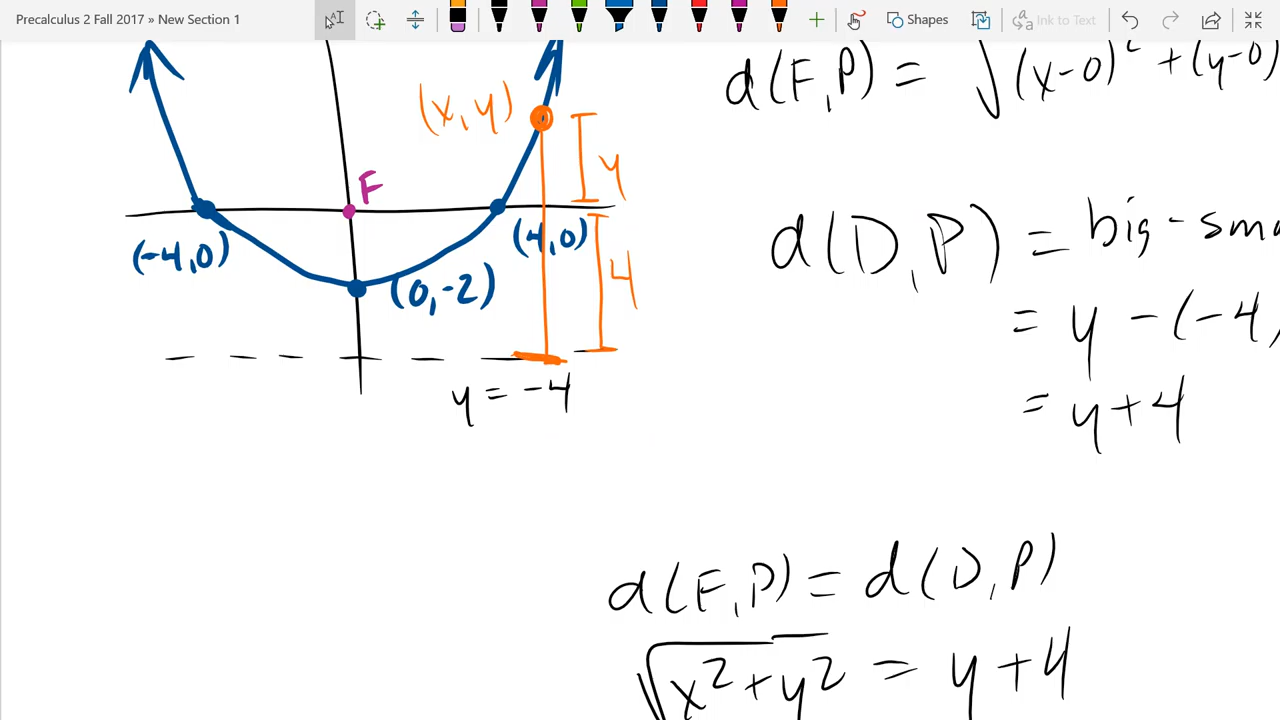 Precalculus 2 Fall 2017 » New Section 1
Shapes
Ink to Text
d(F,P) = √(x-0)² + (y-0)
(x,y)
y
F
(-4,0)
(4,0)
(0,-2)
4
y = -4
d(D,P) = big - sma
= y - (-4)
= y + 4
d(F,P) = d(D,P)
√x² + y² = y + 4